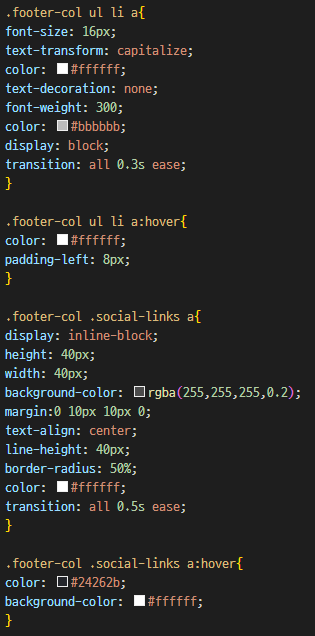 .footer-col ul li a{
font-size: 16px;
text-transform: capitalize;
color: #ffffff;
text-decoration: none;
font-weight: 300;
color: #bbbbbb;
display: block;
transition: all 0.3s ease;
}
.footer-col ul li a:hover{
color: #ffffff;
padding-left: 8px;
}
.footer-col .social-links a{
display: inline-block;
height: 40px;
width: 40px;
background-color: rgba(255,255,255,0.2);
margin:0 10px 10px 0;
text-align: center;
line-height: 40px;
border-radius: 50%;
color: #ffffff;
transition: all 0.5s ease;
}
.footer-col .social-links a:hover{
color: #24262b;
background-color: #ffffff;
}